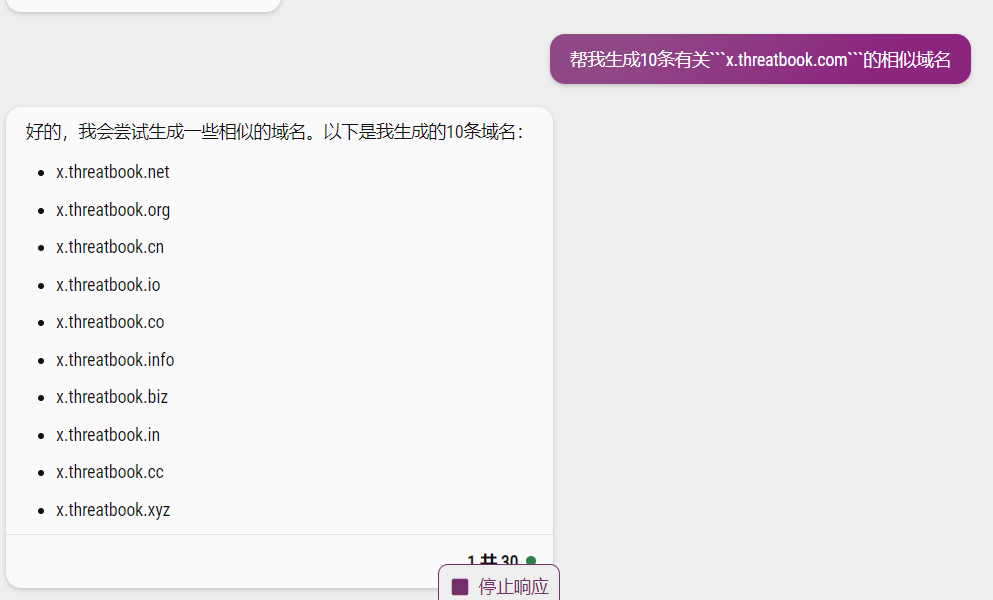 帮我生成10条有关```x.threatbook.com```的相似域名
好的，我会尝试生成一些相似的域名。以下是我生成的10条域名：
x.threatbook.net
x.threatbook.org
x.threatbook.cn
x.threatbook.io
x.threatbook.co
x.threatbook.info
x.threatbook.biz
x.threatbook.in
x.threatbook.cc
x.threatbook.xyz
1 共 30
停止响应